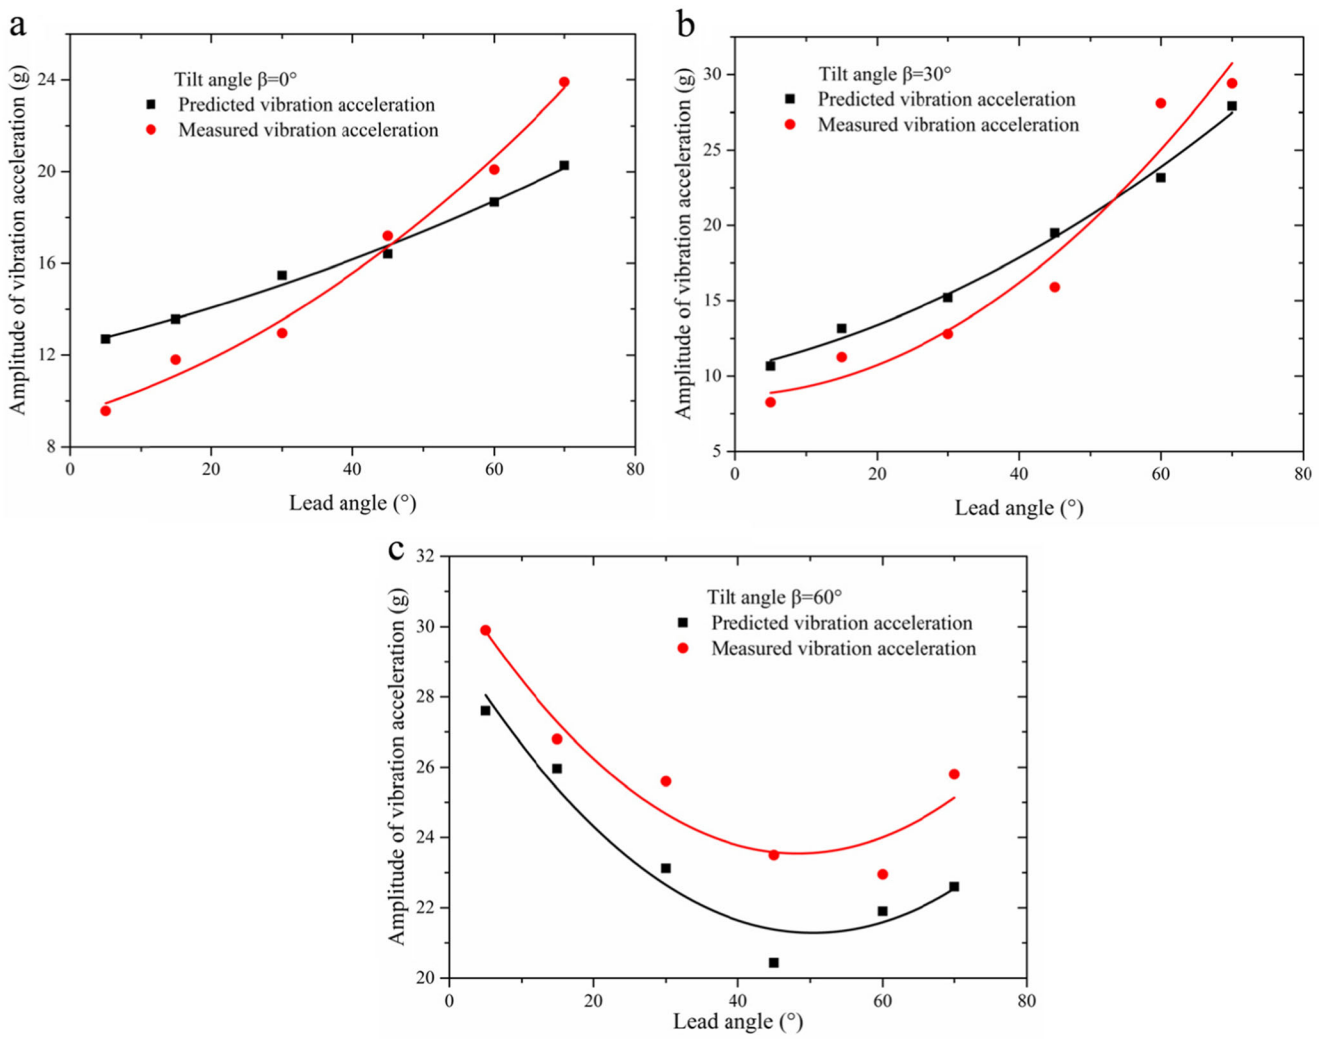 a
Amplitude of vibration acceleration (g)
24
20
16
12
8
Tilt angle β=0°
Predicted vibration acceleration
Measured vibration acceleration
0 20 40 60 80
Lead angle (°)
b
Amplitude of vibration acceleration (g)
30
25
20
15
10
5
Tilt angle β=30°
Predicted vibration acceleration
Measured vibration acceleration
0 20 40 60 80
Lead angle (°)
c
Amplitude of vibration acceleration (g)
32
30
28
26
24
22
20
Tilt angle β=60°
Predicted vibration acceleration
Measured vibration acceleration
0 20 40 60 80
Lead angle (°)